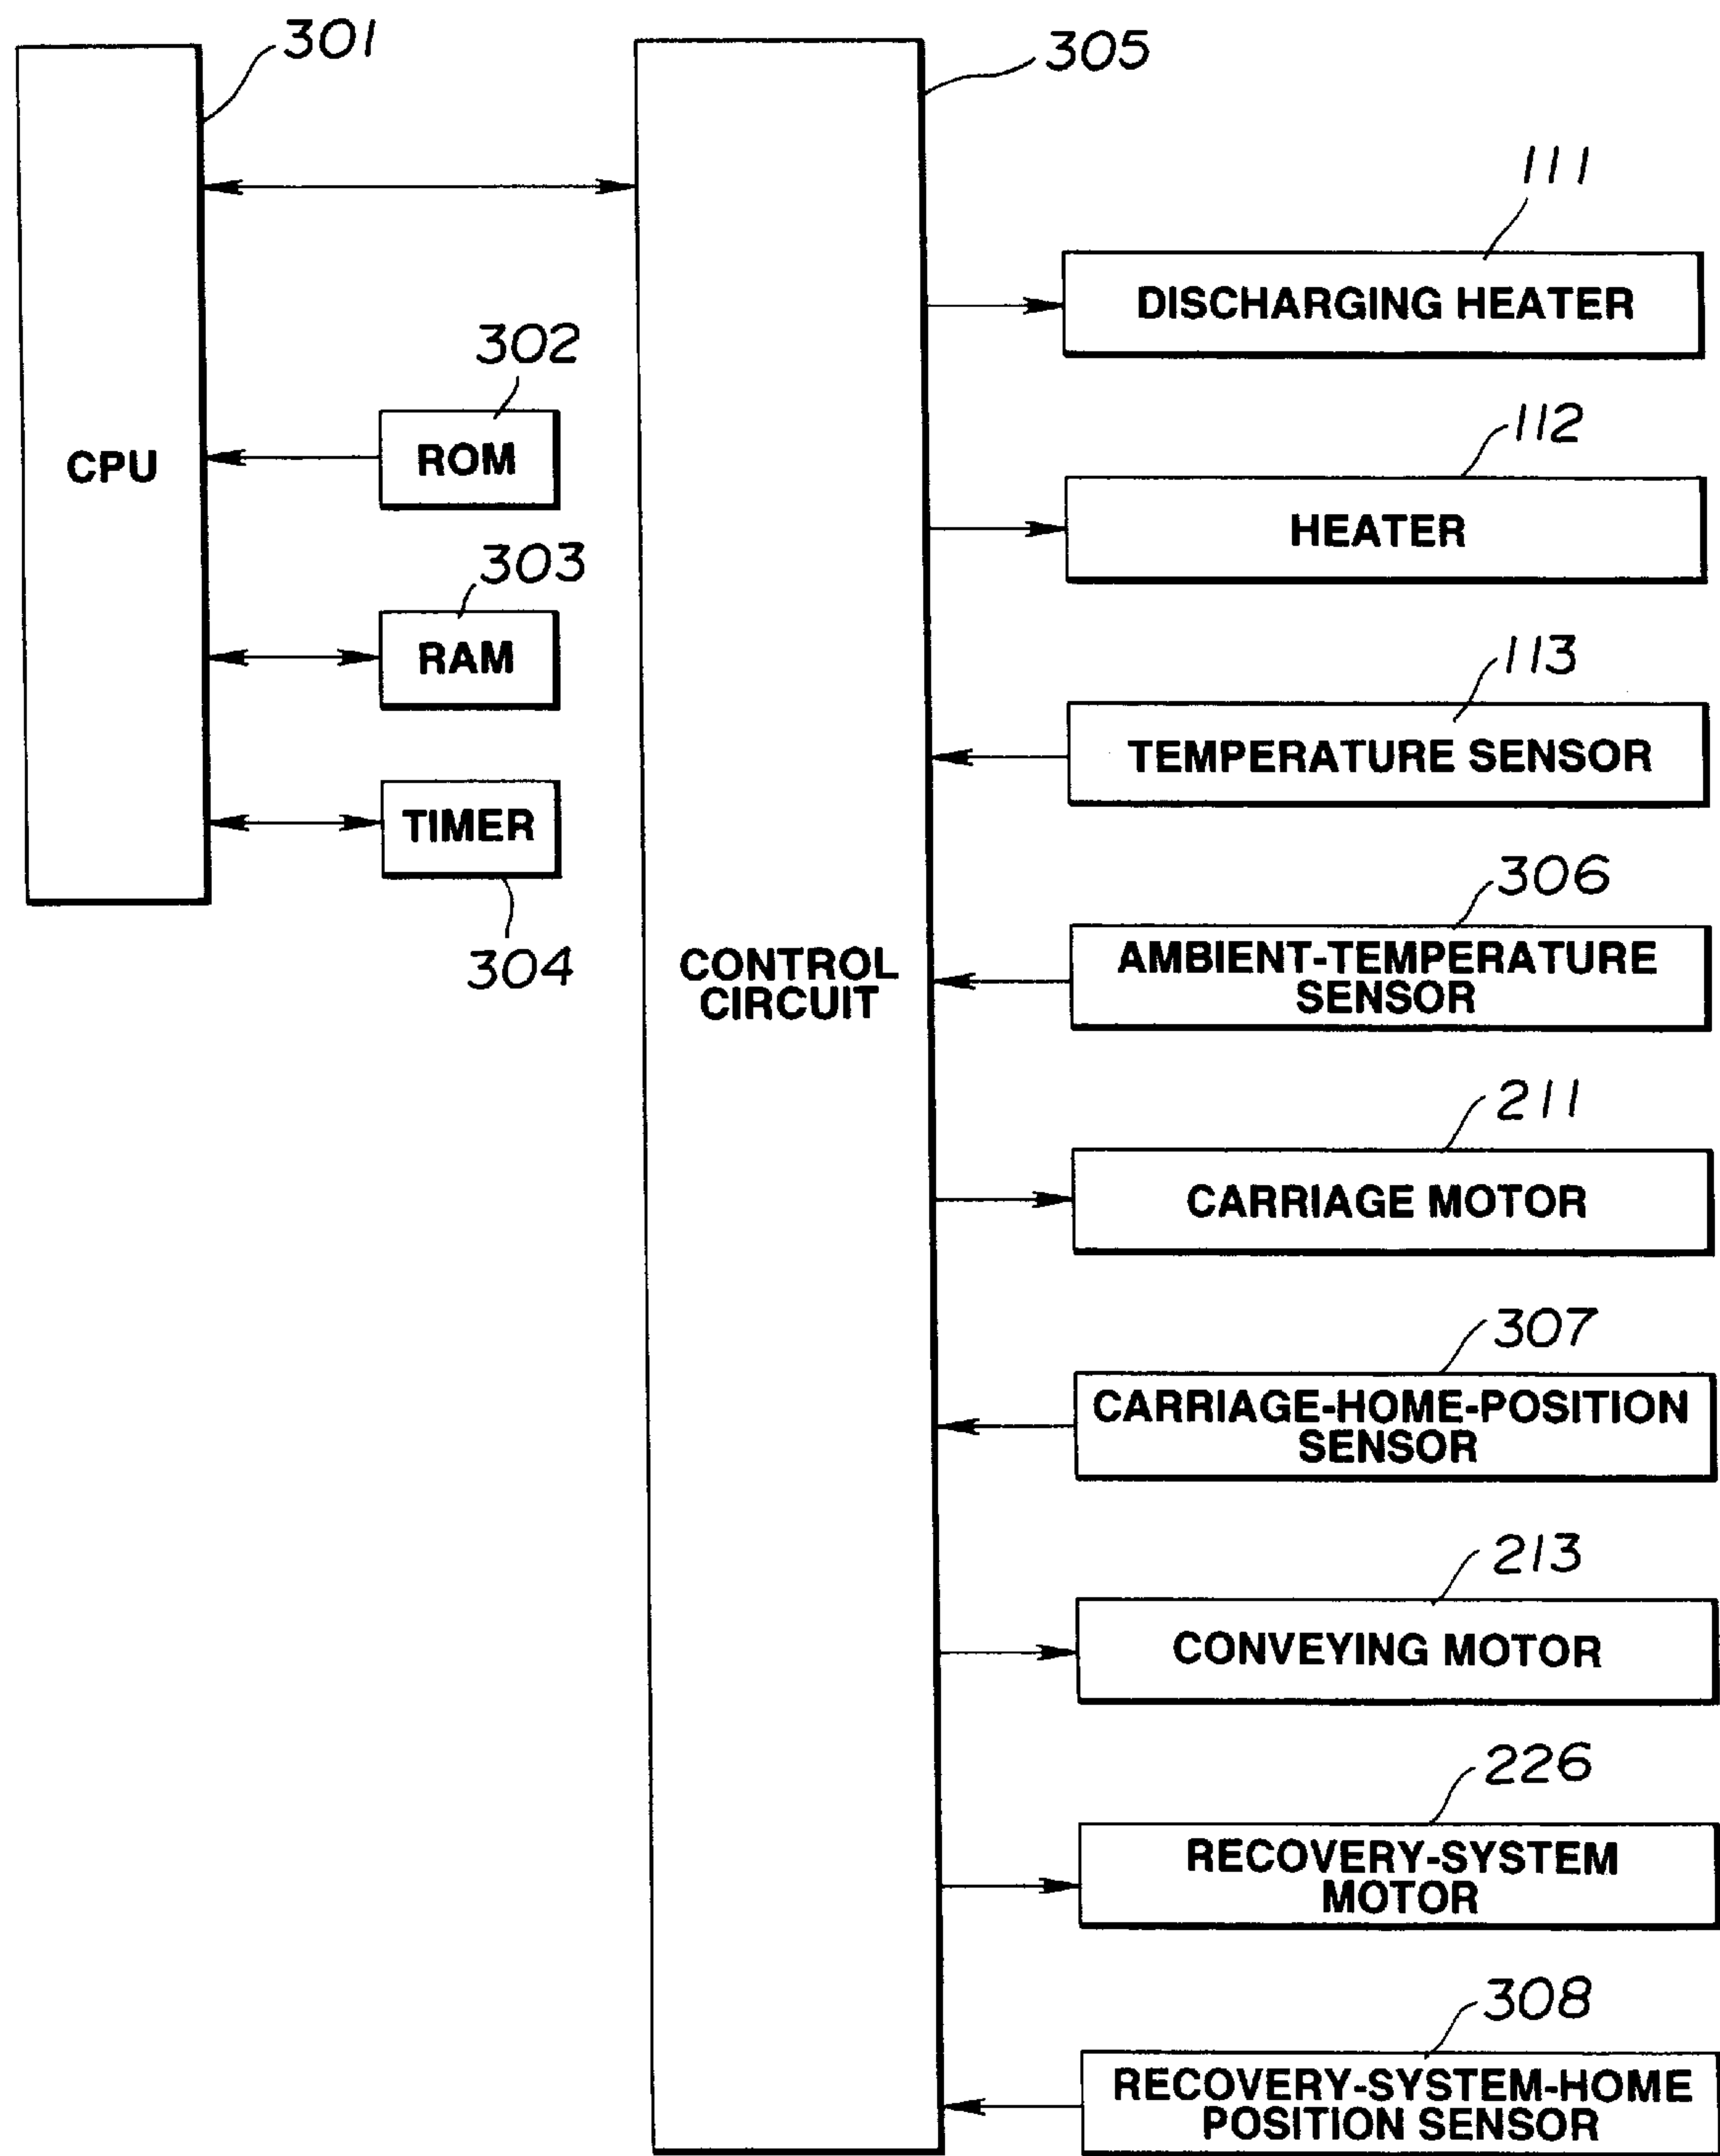 301
305
111
DISCHARGING HEATER
302
112
CPU
ROM
HEATER
303
113
RAM
TEMPERATURE SENSOR
TIMER
306
304
CONTROL
CIRCUIT
AMBIENT-TEMPERATURE
SENSOR
211
CARRIAGE MOTOR
307
CARRIAGE-HOME-POSITION
SENSOR
213
CONVEYING MOTOR
226
RECOVERY-SYSTEM
MOTOR
308
RECOVERY-SYSTEM-HOME
POSITION SENSOR